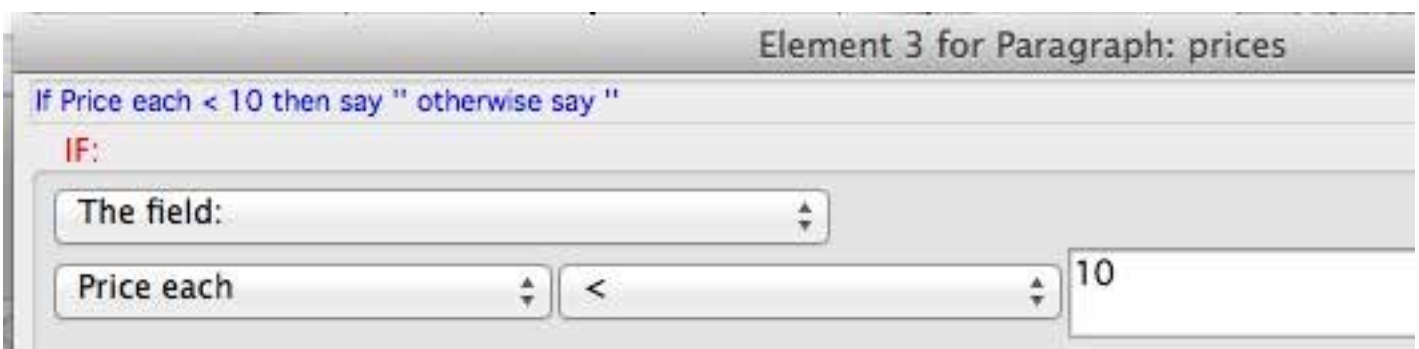 Element 3 for Paragraph: prices
If Price each < 10 then say '' otherwise say ''
IF:
The field:
Price each < 10